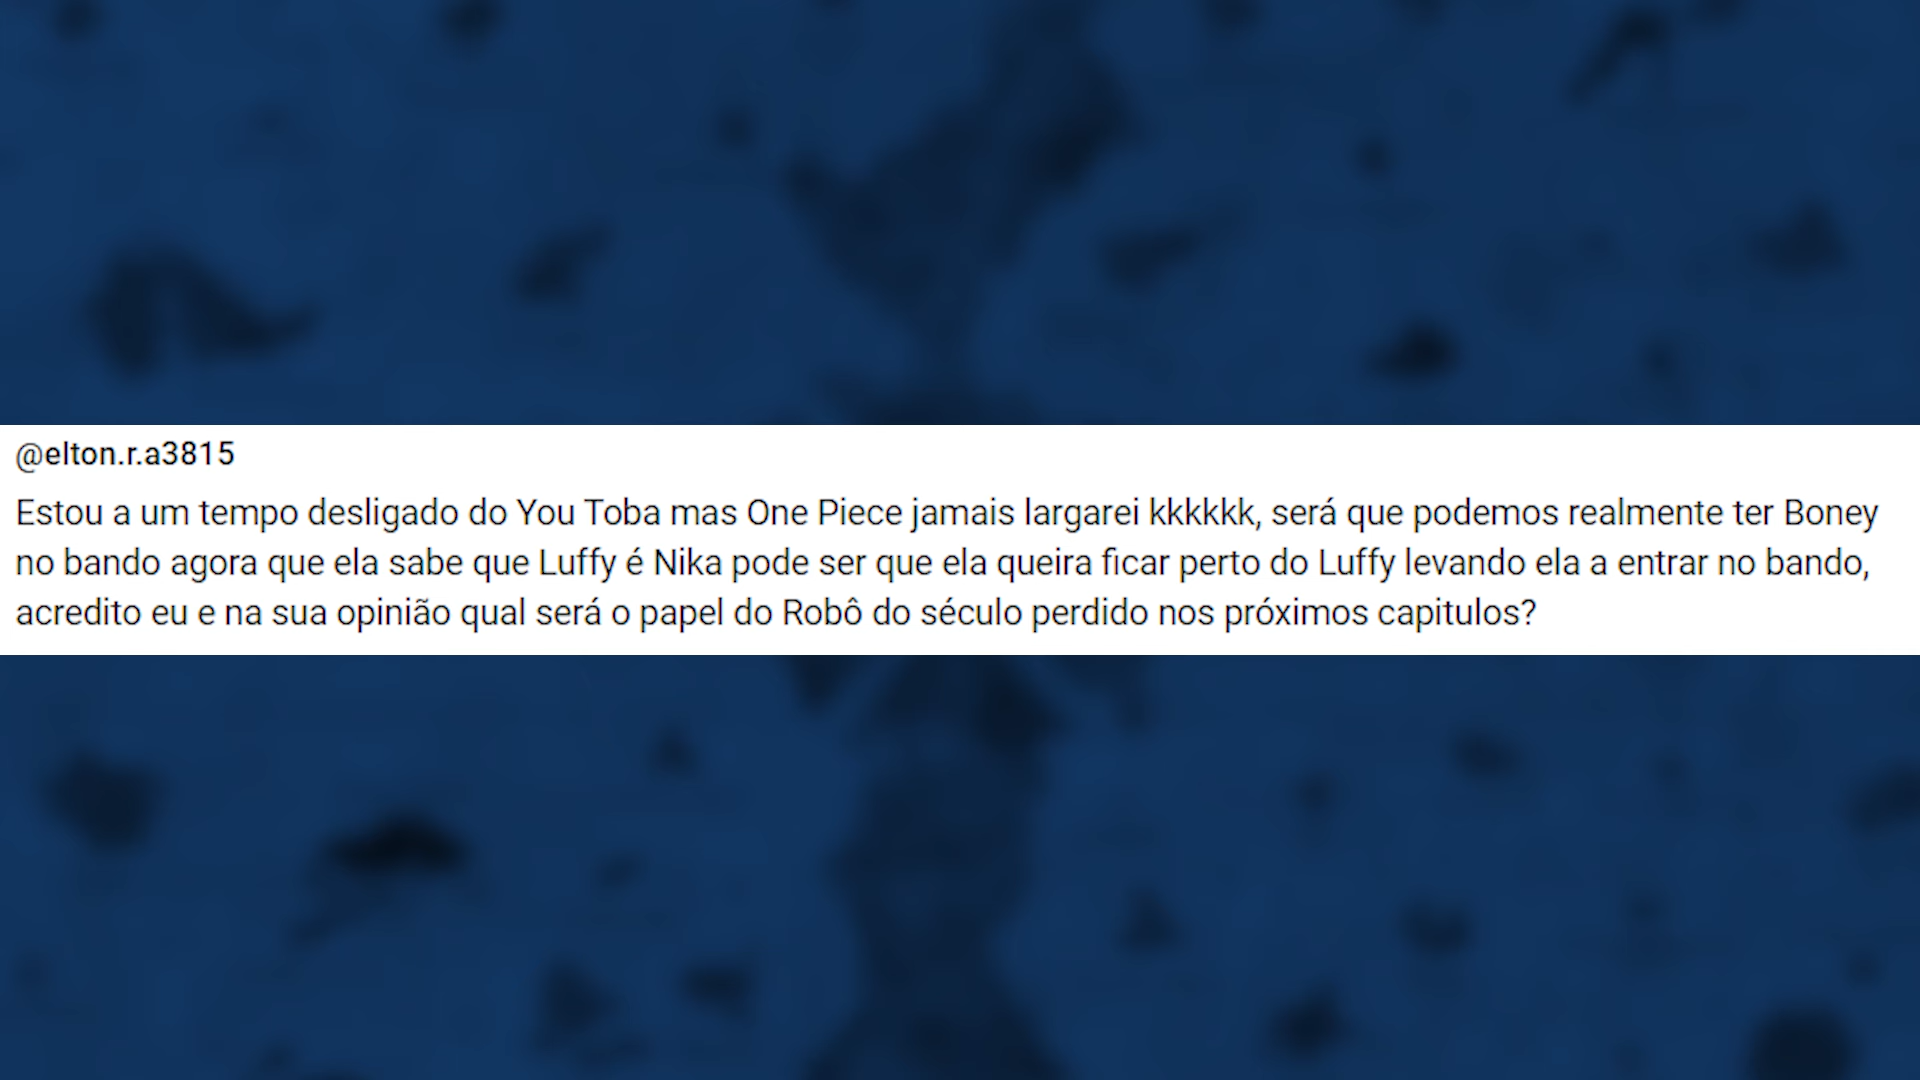 @elton.r.a3815
Estou a um tempo desligado do You Toba mas One Piece jamais largarei kkkkkk, será que podemos realmente ter Boney
no bando agora que ela sabe que Luffy é Nika pode ser que ela queira ficar perto do Luffy levando ela a entrar no bando,
acredito eu e na sua opinião qual será o papel do Robô do século perdido nos próximos capitulos?